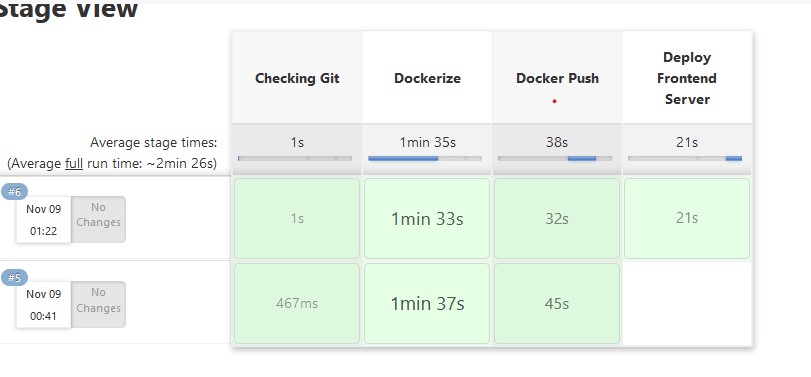 Stage View
Checking Git
Dockerize
Docker Push
Deploy
Frontend
Server
Average stage times:
(Average full run time: ~2min 26s)
1s
1min 35s
38s
21s
#6
Nov 09
01:22
No
Changes
1s
1min 33s
32s
21s
#5
Nov 09
00:41
No
Changes
467ms
1min 37s
45s